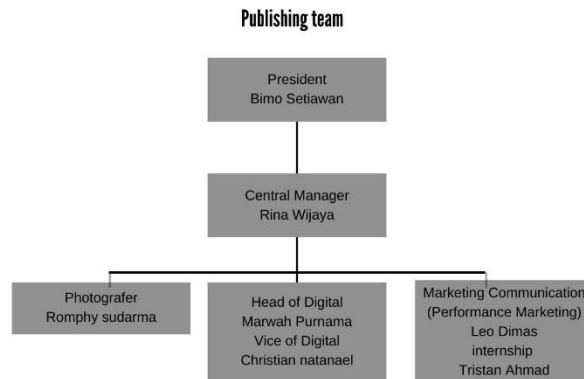 Publishing team
President
Bimo Setiawan
Central Manager
Rina Wijaya
Photografer
Romphy sudarma
Head of Digital
Marwah Purnama
Vice of Digital
Christian natanael
Marketing Communication
(Performance Marketing)
Leo Dimas
internship
Tristan Ahmad